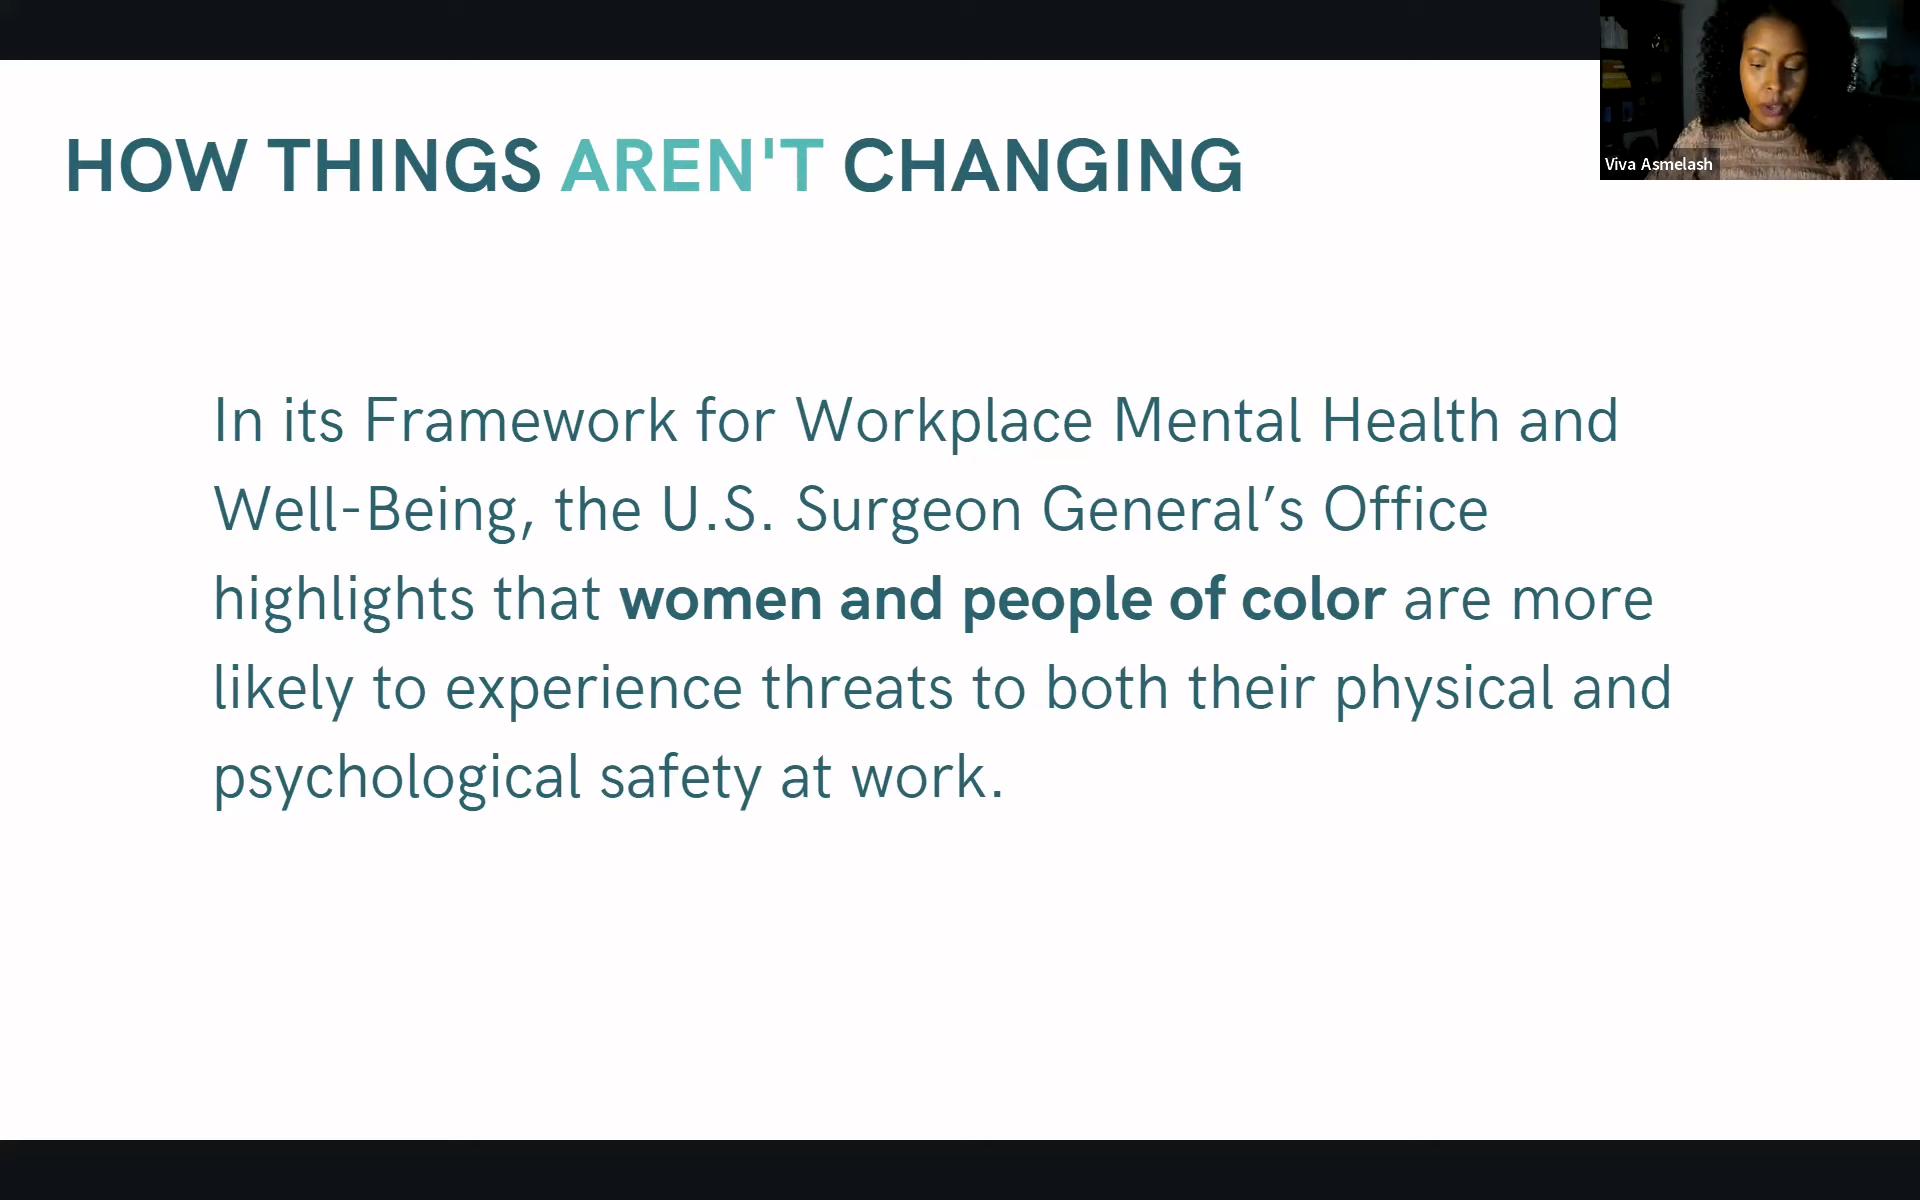 HOW THINGS AREN'T CHANGING
Viva Asmelash
In its Framework for Workplace Mental Health and
Well-Being, the U.S. Surgeon General’s Office
highlights that women and people of color are more
likely to experience threats to both their physical and
psychological safety at work.